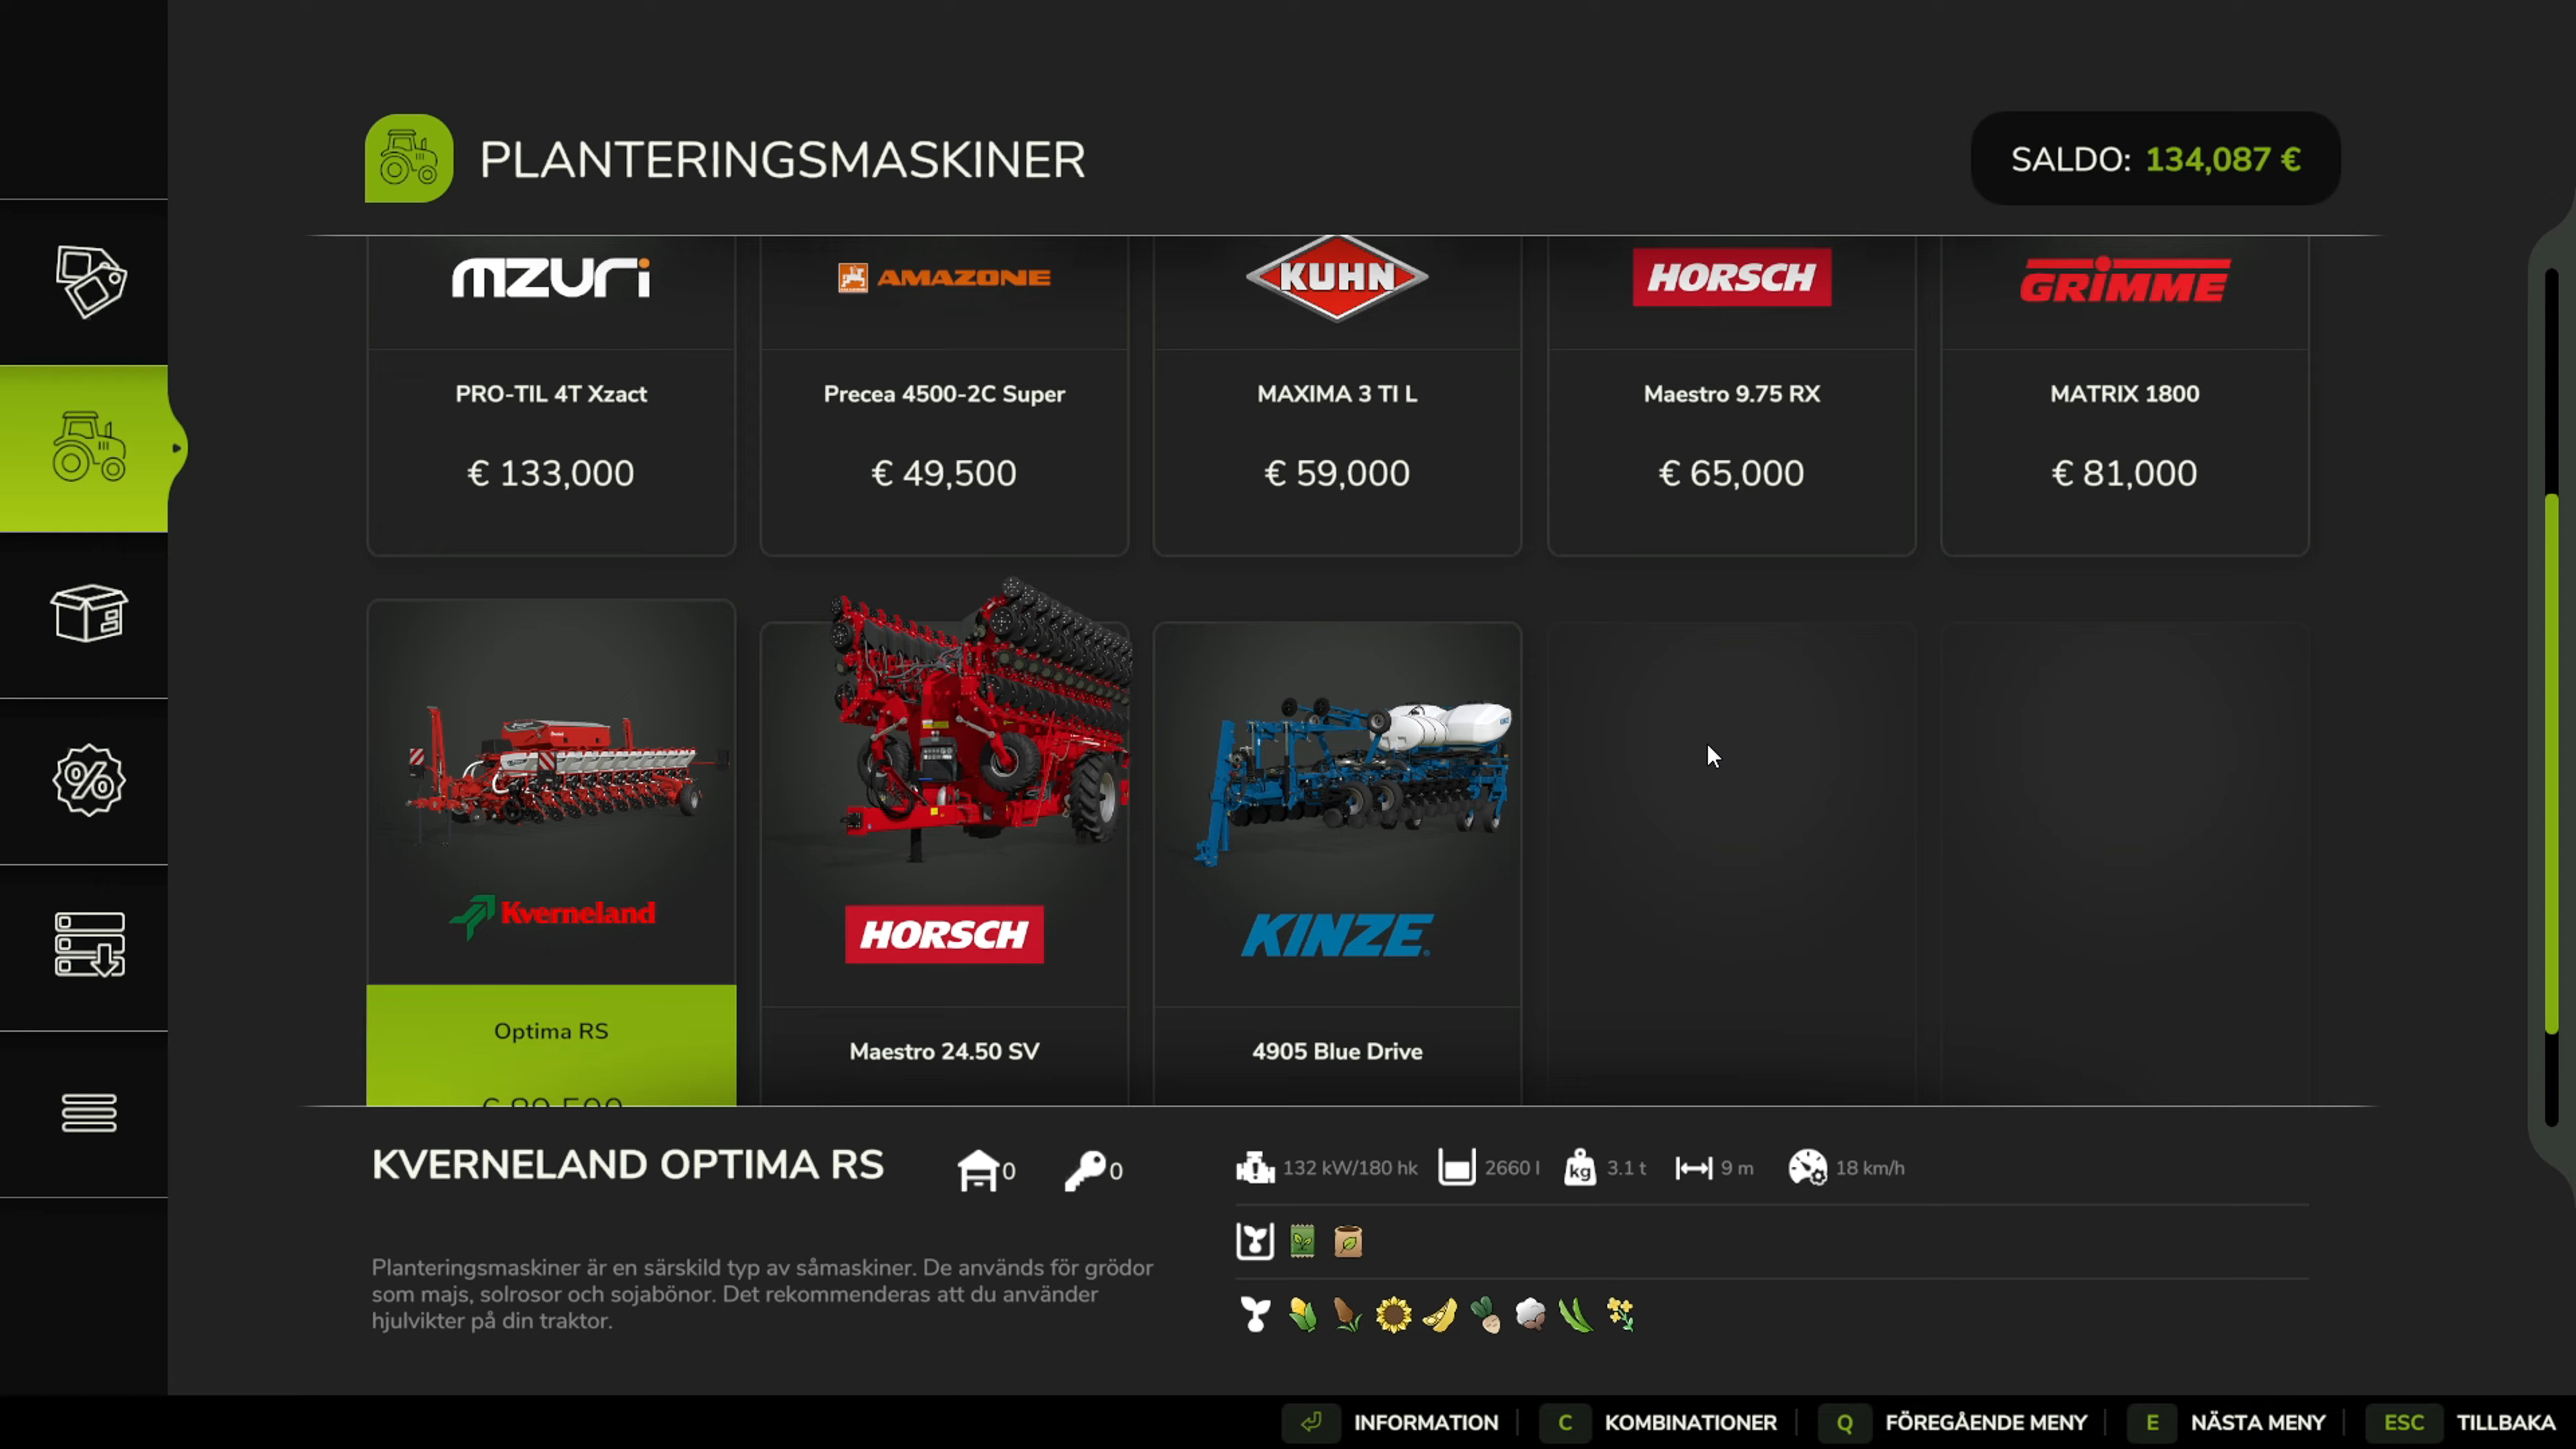 PLANTERINGSMASKINER
SALDO: 134,087 €
mzuri
AMAZONE
KUHN
HORSCH
GRIMME
PRO-TIL 4T Xzact
Precea 4500-2C Super
MAXIMA 3 TI L
Maestro 9.75 RX
MATRIX 1800
€ 133,000
€ 49,500
€ 59,000
€ 65,000
€ 81,000
Kverneland
HORSCH
KINZE
Optima RS
Maestro 24.50 SV
4905 Blue Drive
€ 89,500
KVERNELAND OPTIMA RS
0
0
132 kW/180 hk
2660 l
kg
3.1 t
9 m
18 km/h
Planteringsmaskiner är en särskild typ av såmaskiner. De används för grödor
som majs, solrosor och sojabönor. Det rekommenderas att du använder
hjulvikter på din traktor.
INFORMATION
C KOMBINATIONER
Q FÖREGÅENDE MENY
E NÄSTA MENY
ESC TILLBAKA